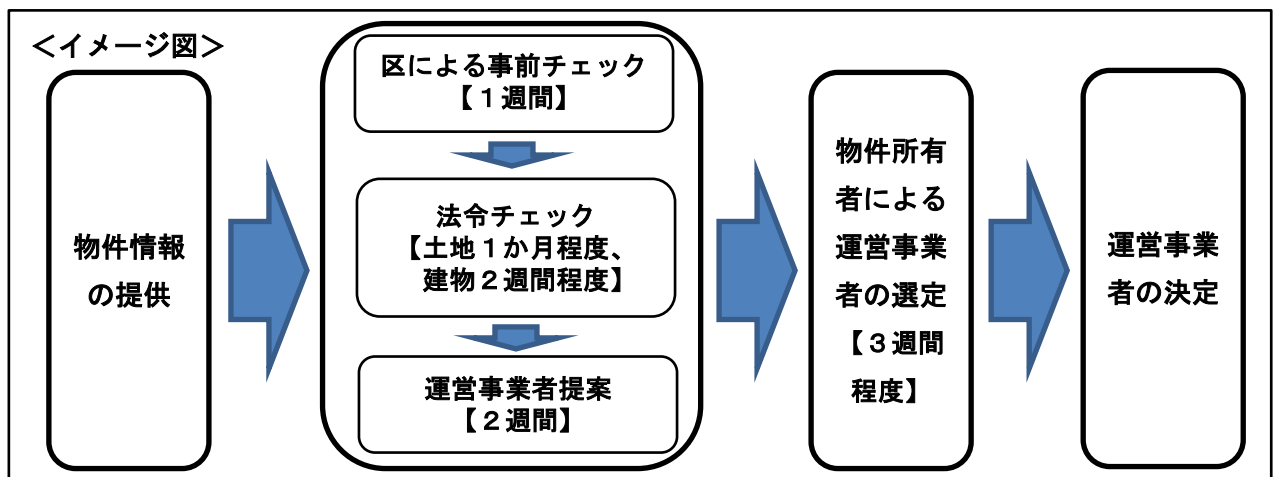 ＜イメージ図＞
物件情報
の提供
区による事前チェック
【１週間】
法令チェック
【土地１か月程度、
建物２週間程度】
運営事業者提案
【２週間】
物件所有
者による
運営事業
者の選定
【３週間
程度】
運営事業
者の決定